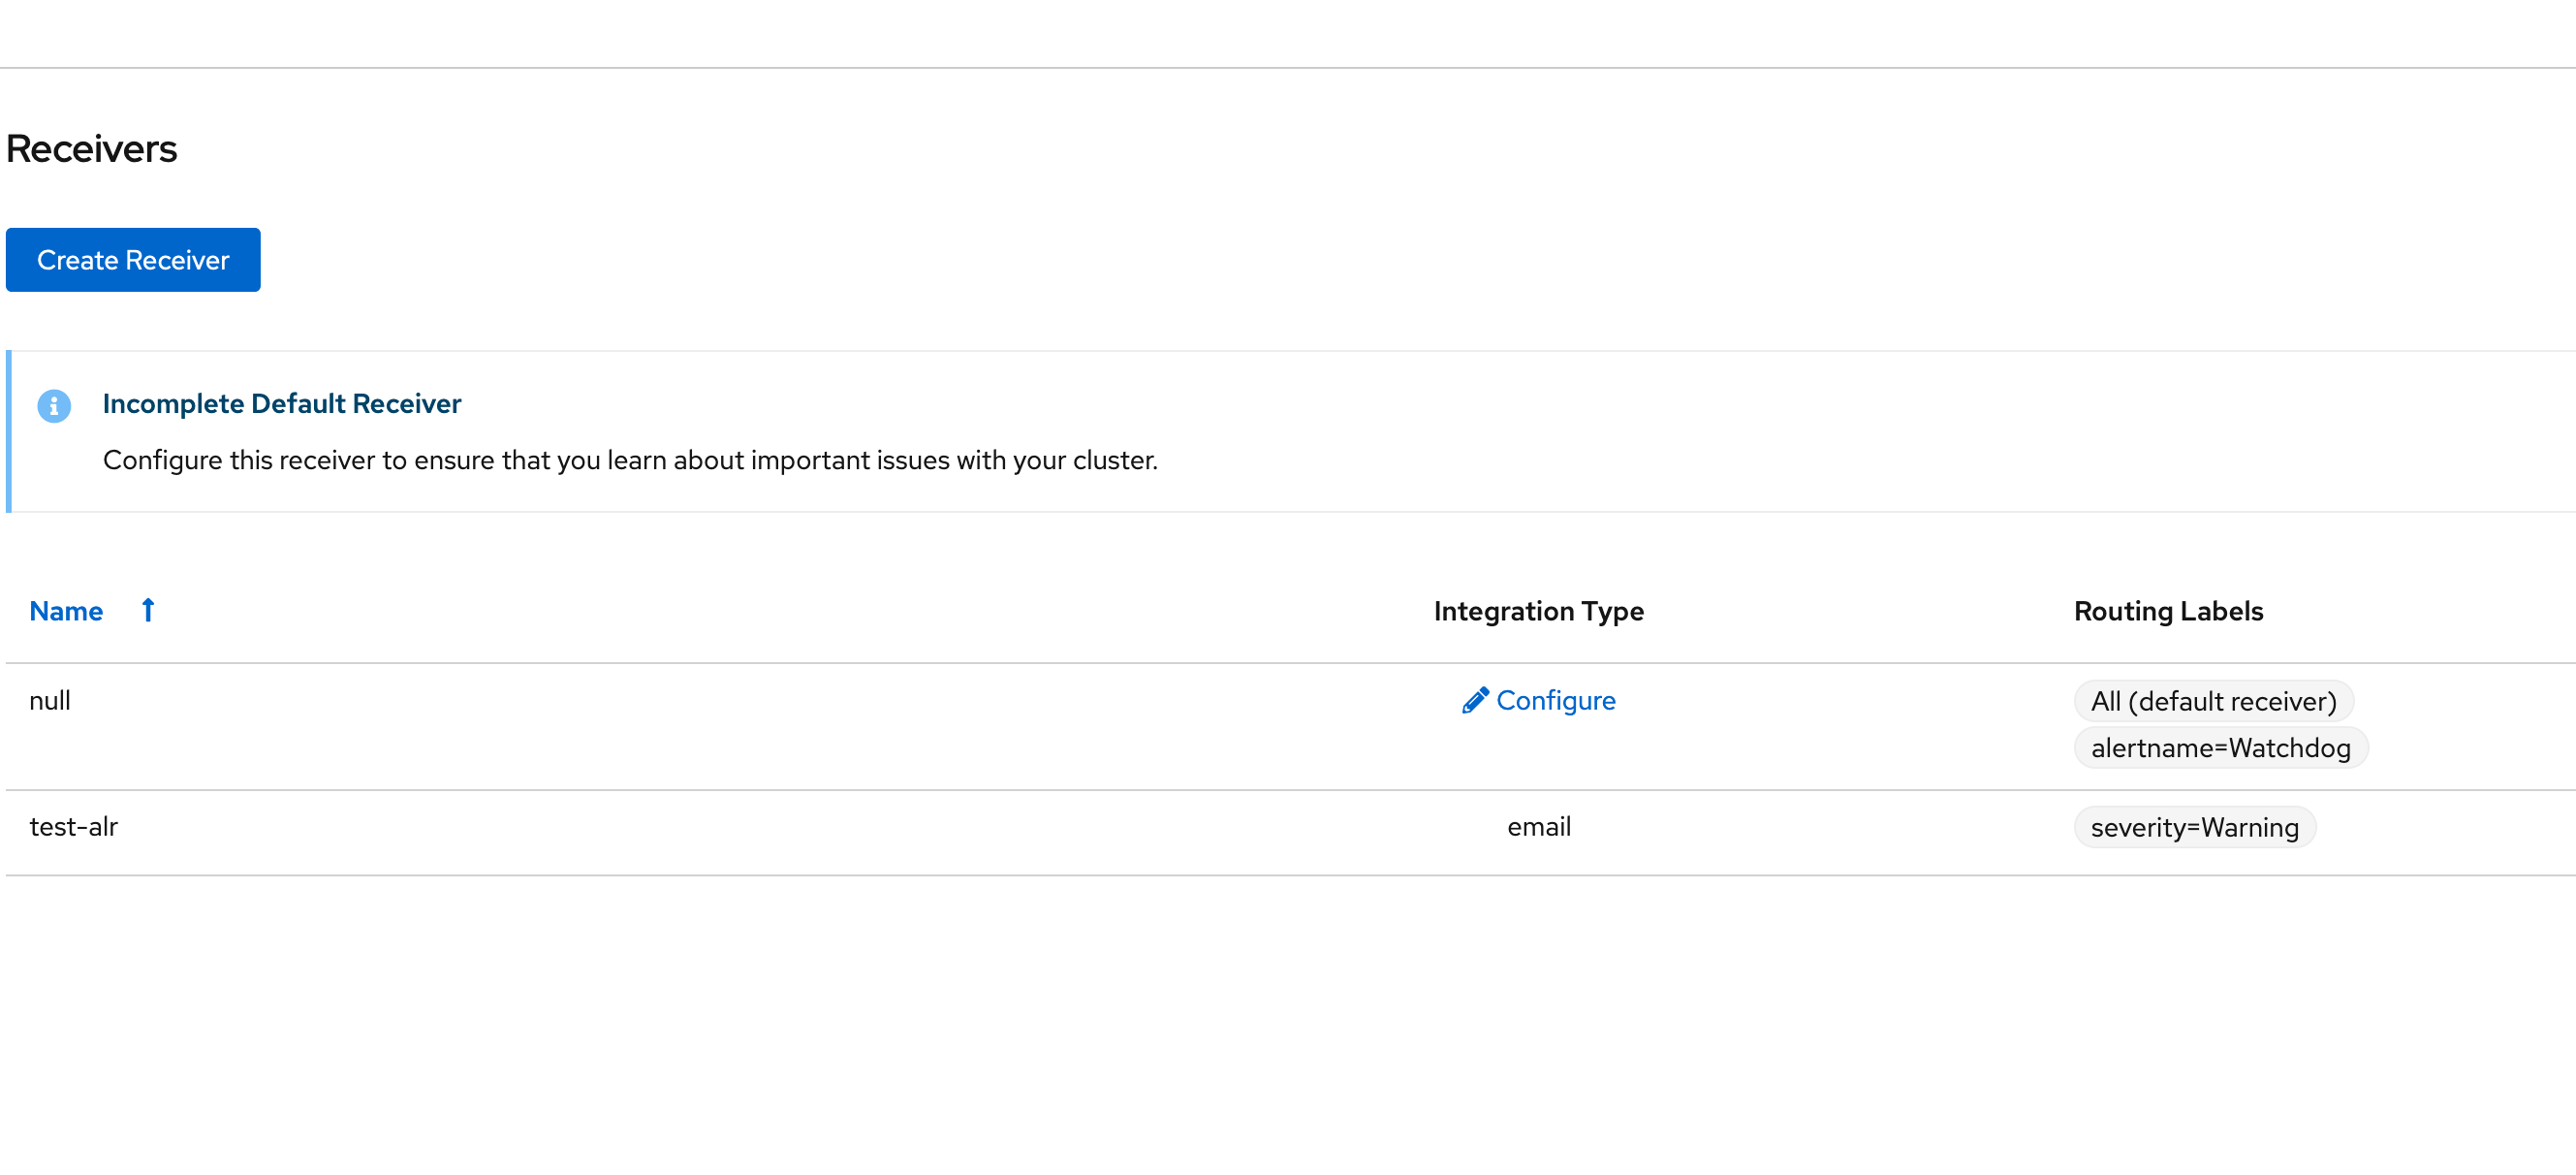 Receivers
Create Receiver
Incomplete Default Receiver
Configure this receiver to ensure that you learn about important issues with your cluster.
Name Integration Type Routing Labels
null Configure All (default receiver)
alertname=Watchdog
test-alr email severity=Warning